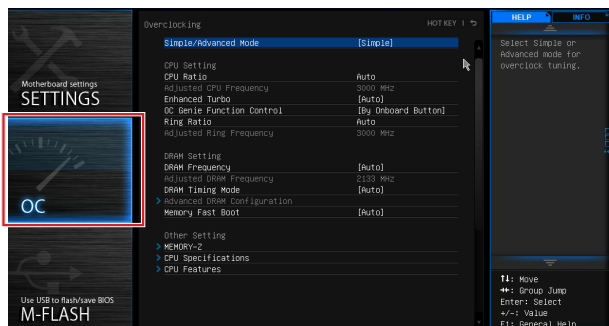 Overclocking
HOT KEY
HELP
INFO
Simple/Advanced Mode [Simple]
CPU Setting
CPU Ratio Auto
Adjusted CPU Frequency 3000 MHz
Enhanced Turbo [Auto]
OC Genie Function Control [By Onboard Button]
Ring Ratio Auto
Adjusted Ring Frequency 3000 MHz
DRAM Setting
DRAM Frequency [Auto]
Adjusted DRAM Frequency 2133 MHz
DRAM Timing Mode [Auto]
> Advanced DRAM Configuration
Memory Fast Boot [Auto]
Other Setting
> MEMORY-Z
> CPU Specifications
> CPU Features
Motherboard settings
SETTINGS
OC
Use USB to flash/save BIOS
M-FLASH
Select Simple or
Advanced mode for
overclock tuning.
↑↓: Move
Group Jump
Enter: Select
+/-: Value
F1: General Help